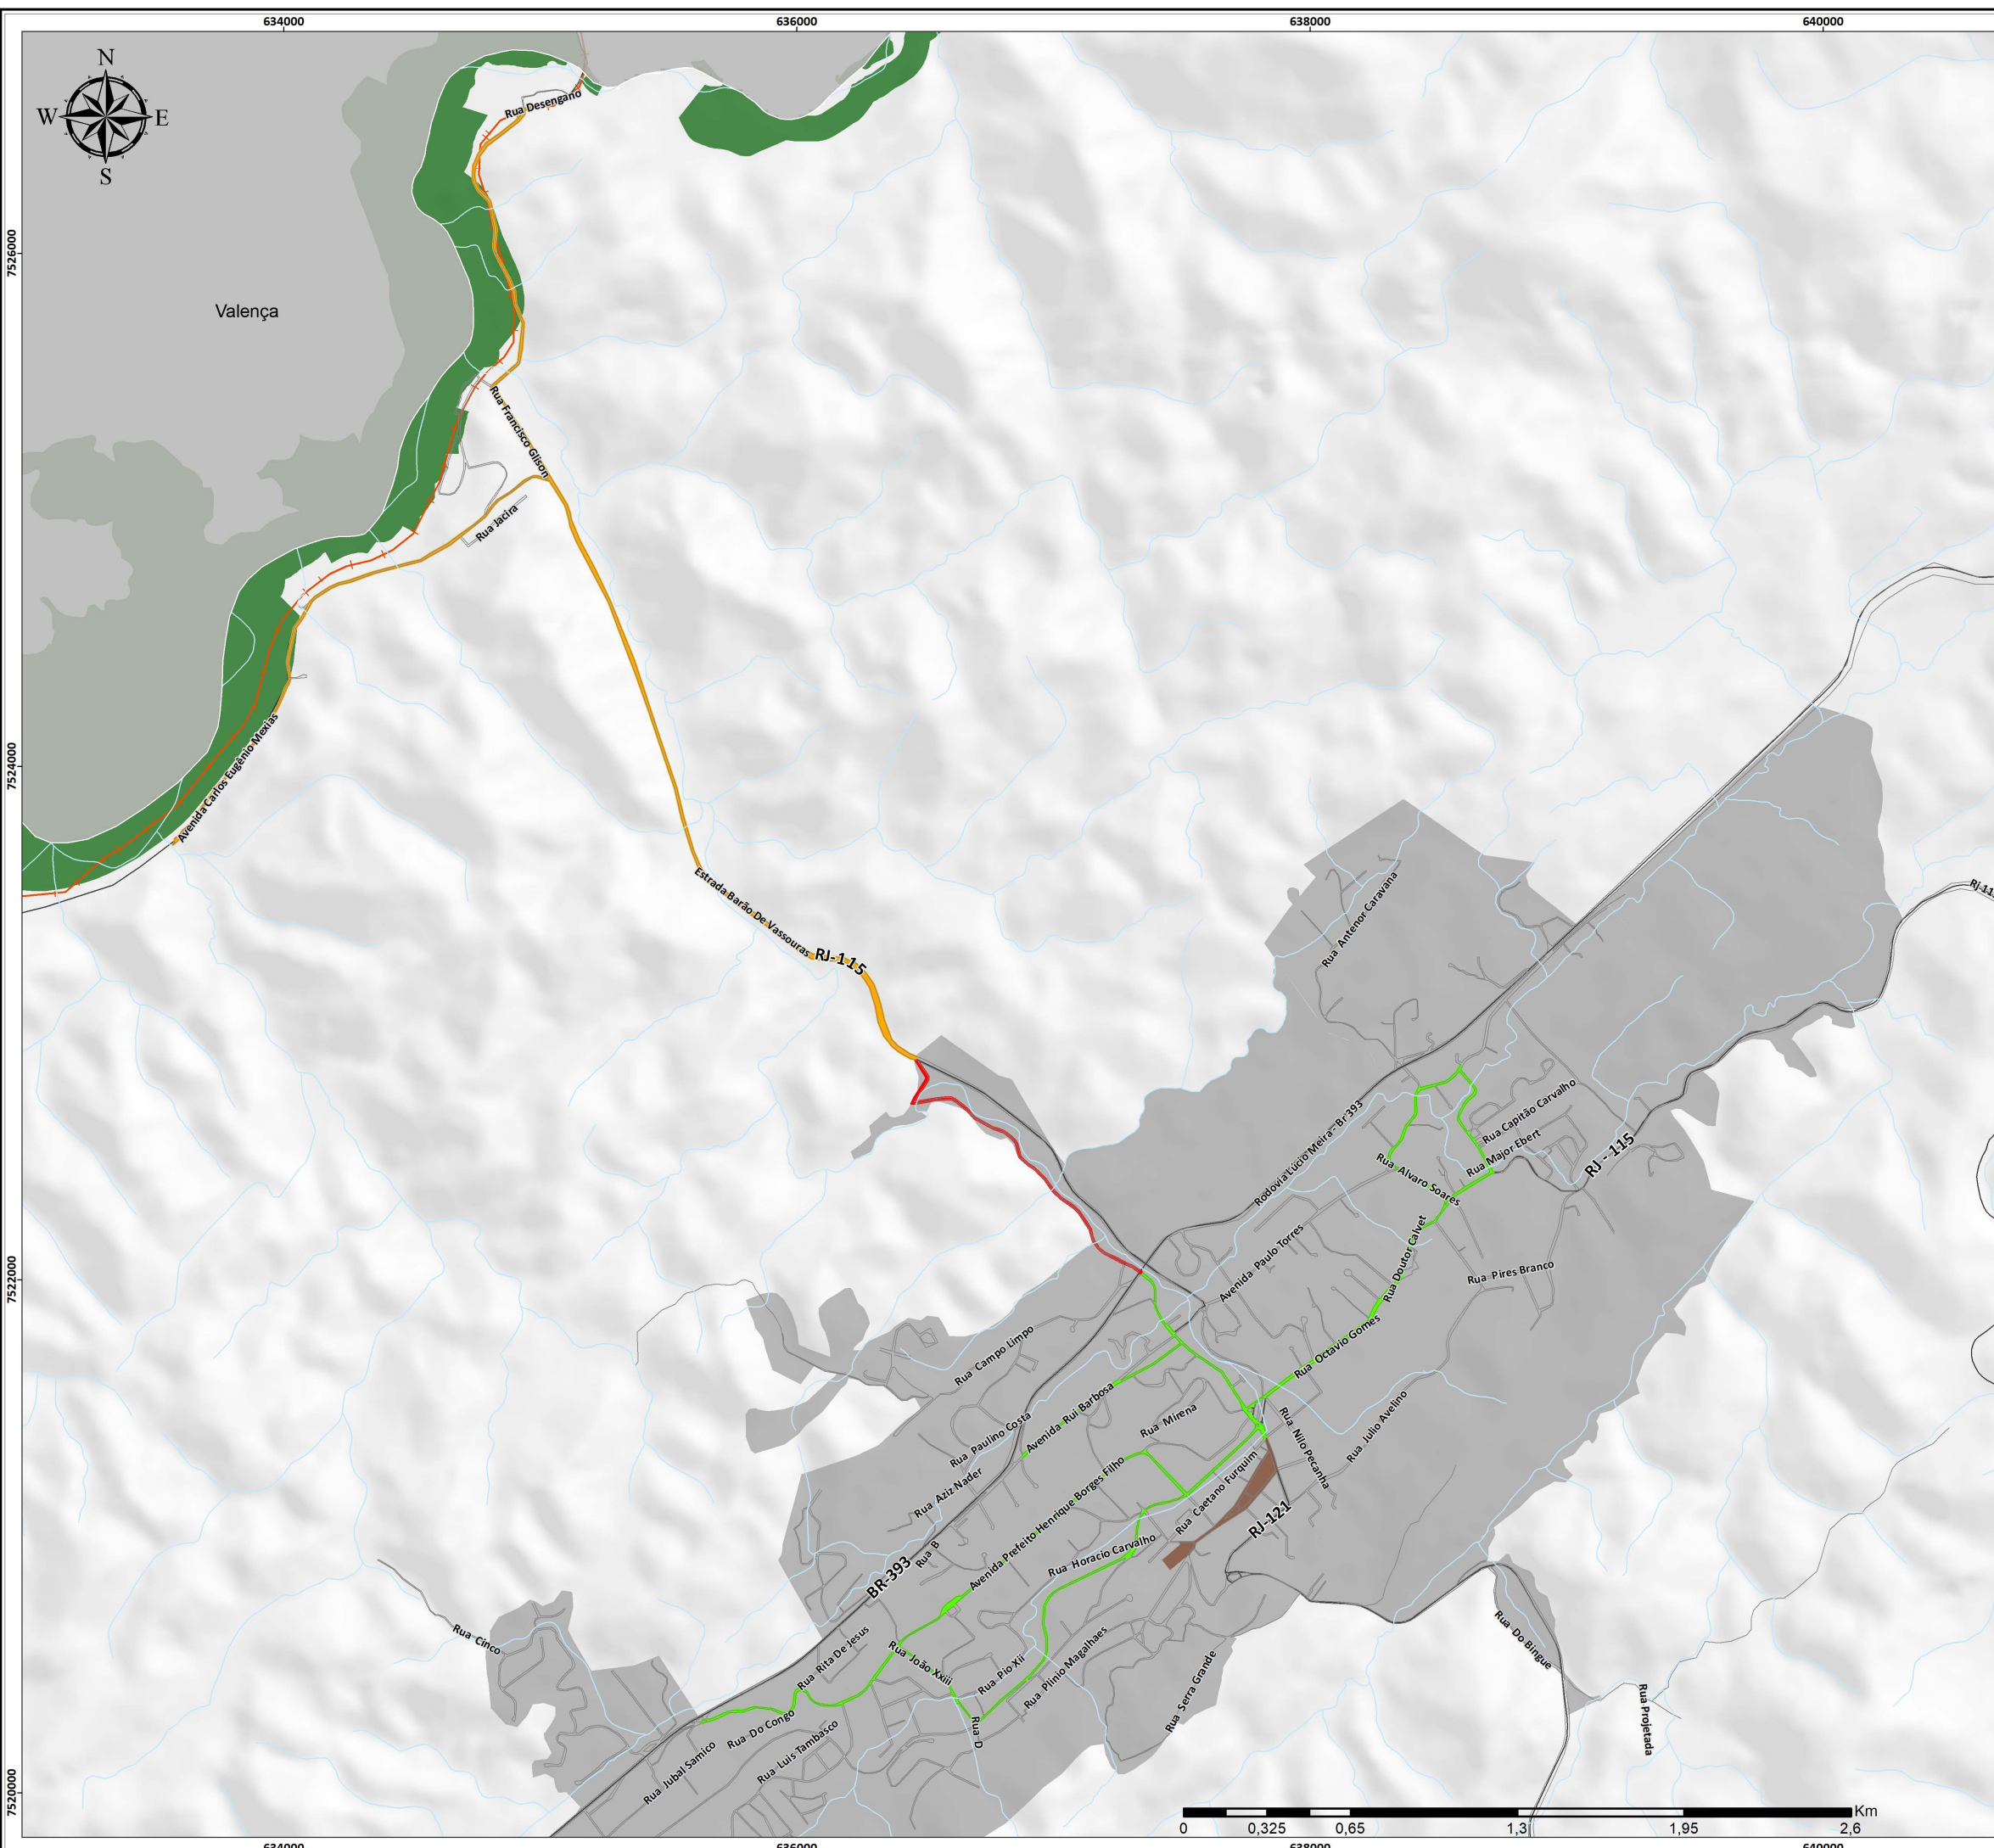 634000
636000
638000
640000
N
W
E
S
Rua Desengano
7526000
Valença
Rua Francisco Glison
Rua Jacira
Avenida Carlos Eugênio Mexias
7524000
Estrada Barão De Vassouras
RJ-115
Rua Antenor Caravana
Rodovia Lucio Meira - Br 393
Rua Capitão Carvalho
Rua Major Ebert
RJ - 115
Rua Alvaro Soares
Rua Doutor Calvet
Avenida Paulo Torres
Rua Pires Branco
7522000
Rua Octavio Gomes
Rua Campo Limpo
Avenida Rui Barbosa
Rua Mirena
Rua Julio Avelino
Rua Nilo Pecanha
Rua Paulino Costa
Rua Aziz Nader
Avenida Prefeito Henrique Borges Filho
Rua Caetano Furquim
RJ-121
Rua Horacio Carvalho
Rua B
BR-393
Rua Cinco
Rua Rita De Jesus
Rua João Xxiii
Rua Pio Xii
Rua Plinio Magalhaes
Rua Serra Grande
Rua Do Bingue
Rua Projetada
Rua Do Congo
Rua D
Rua Luis Tambasco
Rua Jubal Samico
7520000
Km
0
0,325
0,65
1,3
1,95
2,6
634000
636000
638000
640000